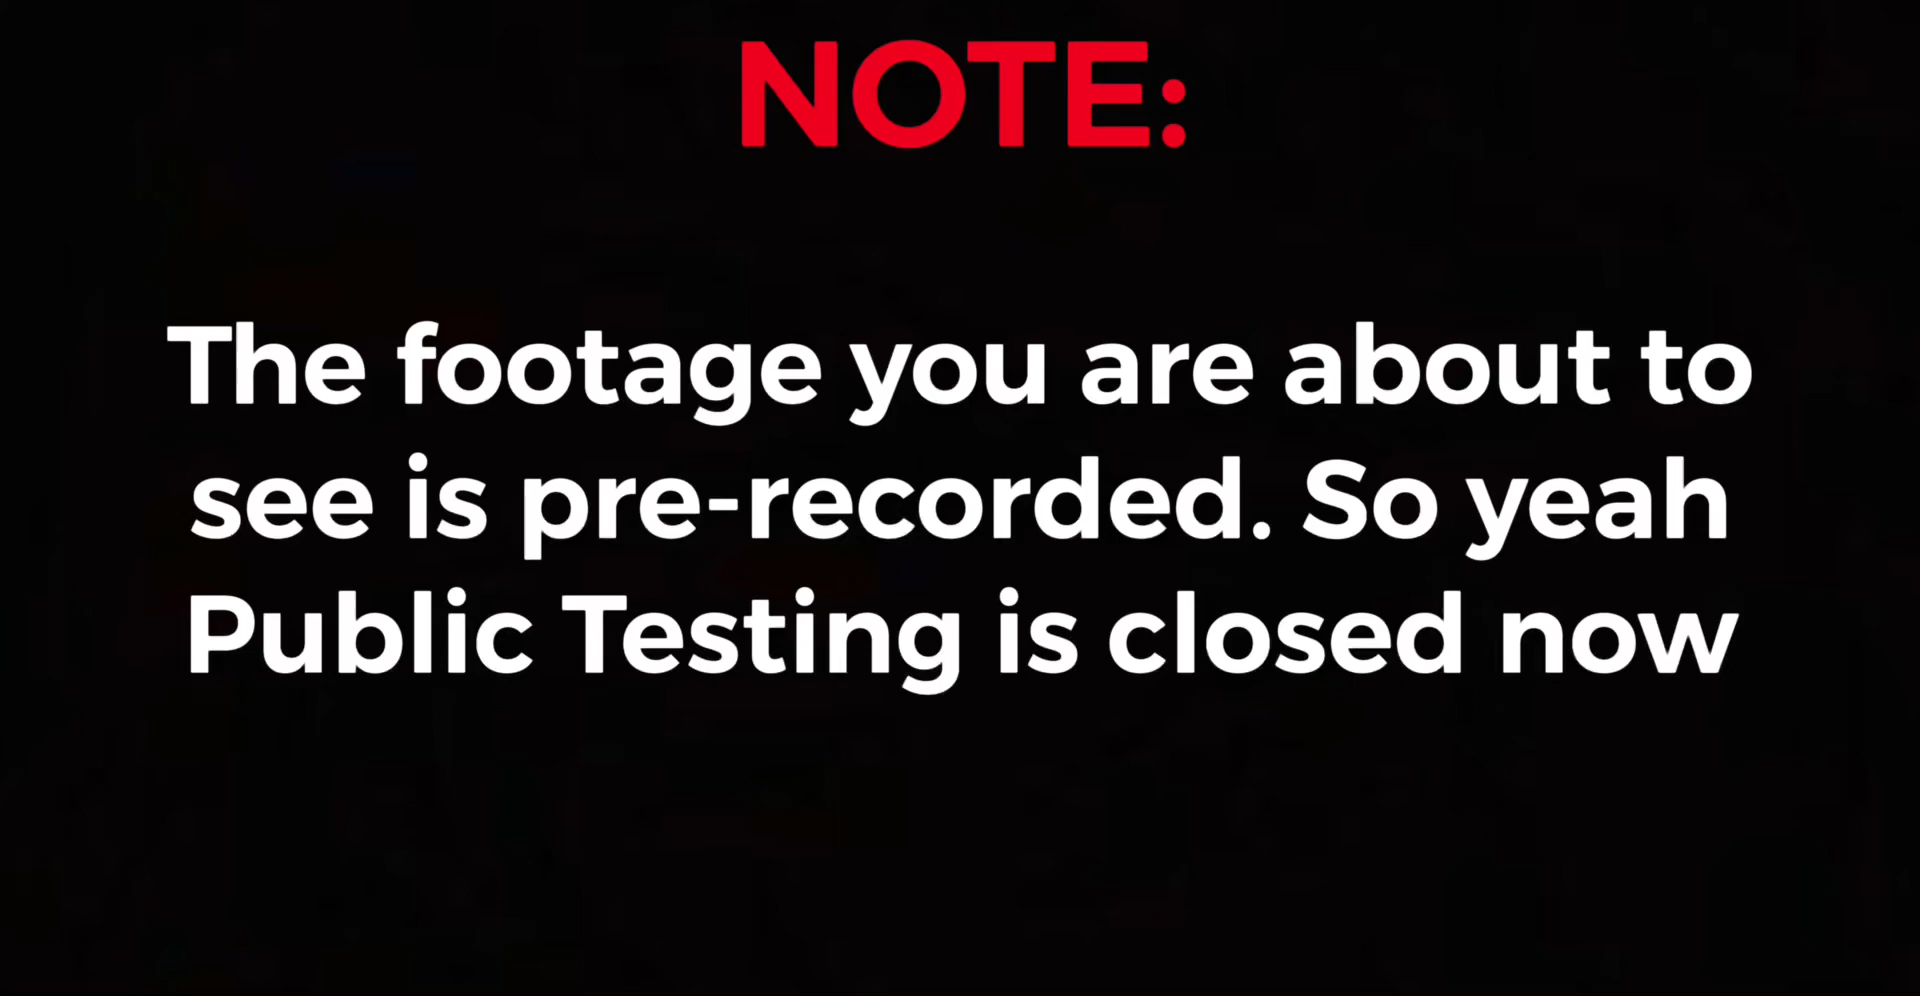 NOTE:
The footage you are about to
see is pre-recorded. So yeah
Public Testing is closed now